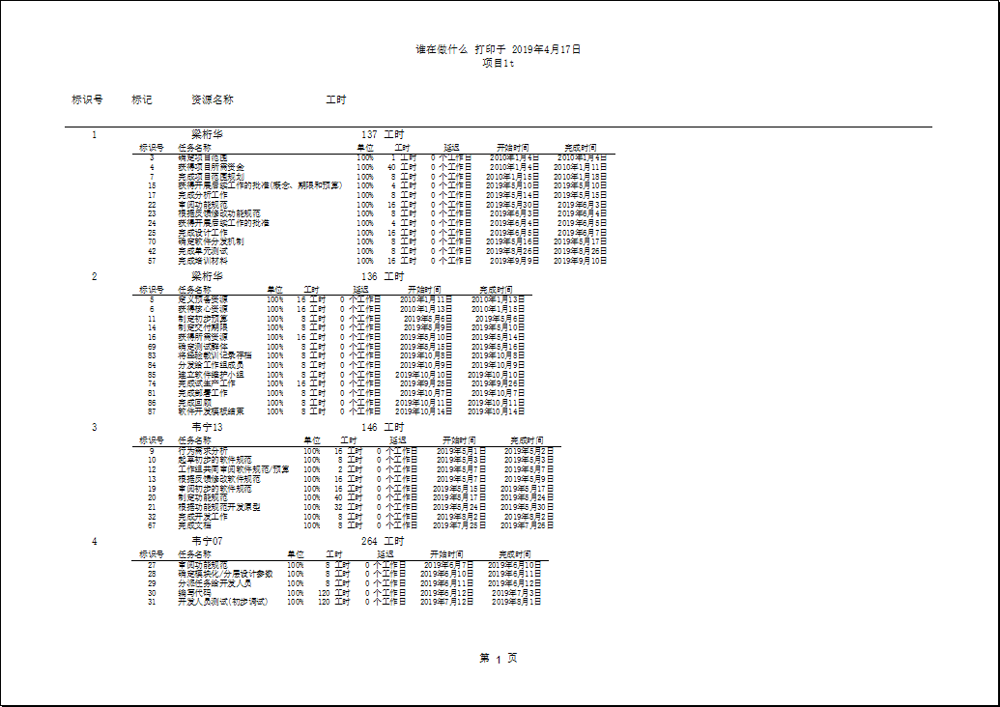 谁在做什么 打印于 2019年4月17日
项目1t
标识号 标记 资源名称 工时
1 梁桁华 137 工时
标识号 任务名称 单位 工时 延迟 开始时间 完成时间
3 确定项目范围 100% 1 工时 0 个工作日 2010年1月4日 2010年1月4日
4 获得项目所需资金 100% 40 工时 0 个工作日 2010年1月4日 2010年1月11日
7 完成项目范围规划 100% 8 工时 0 个工作日 2010年1月15日 2010年1月18日
15 获得开展后续工作的批准(概念、期限和预算) 100% 4 工时 0 个工作日 2019年5月10日 2019年5月10日
17 完成分析工作 100% 8 工时 0 个工作日 2019年5月14日 2019年5月15日
22 审阅功能规范 100% 16 工时 0 个工作日 2019年5月30日 2019年6月3日
23 根据反馈修改功能规范 100% 8 工时 0 个工作日 2019年6月3日 2019年6月4日
24 获得开展后续工作的批准 100% 4 工时 0 个工作日 2019年6月4日 2019年6月5日
25 完成设计工作 100% 16 工时 0 个工作日 2019年6月5日 2019年6月7日
70 确定软件分发机制 100% 8 工时 0 个工作日 2019年5月16日 2019年5月17日
42 完成单元测试 100% 8 工时 0 个工作日 2019年8月26日 2019年8月26日
57 完成培训材料 100% 16 工时 0 个工作日 2019年9月9日 2019年9月10日
2 梁桁华 136 工时
标识号 任务名称 单位 工时 延迟 开始时间 完成时间
5 定义预备资源 100% 16 工时 0 个工作日 2010年1月11日 2010年1月13日
6 获得核心资源 100% 16 工时 0 个工作日 2010年1月13日 2010年1月15日
11 制定初步预算 100% 8 工时 0 个工作日 2019年5月6日 2019年5月6日
14 制定交付期限 100% 8 工时 0 个工作日 2019年5月9日 2019年5月10日
16 获得所需资源 100% 16 工时 0 个工作日 2019年5月10日 2019年5月14日
69 确定测试群体 100% 8 工时 0 个工作日 2019年5月15日 2019年5月16日
83 将经验教训记录存档 100% 8 工时 0 个工作日 2019年10月8日 2019年10月8日
84 分发给工作组成员 100% 8 工时 0 个工作日 2019年10月9日 2019年10月9日
85 建立软件维护小组 100% 8 工时 0 个工作日 2019年10月10日 2019年10月10日
74 完成试生产工作 100% 16 工时 0 个工作日 2019年9月25日 2019年9月26日
81 完成部署工作 100% 8 工时 0 个工作日 2019年10月7日 2019年10月7日
86 完成回顾 100% 8 工时 0 个工作日 2019年10月11日 2019年10月11日
87 软件开发模板结束 100% 8 工时 0 个工作日 2019年10月14日 2019年10月14日
3 韦宁13 146 工时
标识号 任务名称 单位 工时 延迟 开始时间 完成时间
9 行为需求分析 100% 16 工时 0 个工作日 2019年5月1日 2019年5月2日
10 起草初步的软件规范 100% 8 工时 0 个工作日 2019年5月3日 2019年5月3日
12 工作组共同审阅软件规范/预算 100% 2 工时 0 个工作日 2019年5月7日 2019年5月7日
13 根据反馈修改软件规范 100% 16 工时 0 个工作日 2019年5月7日 2019年5月9日
19 审阅初步的软件规范 100% 16 工时 0 个工作日 2019年5月15日 2019年5月17日
20 制定功能规范 100% 40 工时 0 个工作日 2019年5月17日 2019年5月24日
21 根据功能规范开发原型 100% 32 工时 0 个工作日 2019年5月24日 2019年5月30日
32 完成开发工作 100% 8 工时 0 个工作日 2019年8月2日 2019年8月2日
67 完成文档 100% 8 工时 0 个工作日 2019年7月25日 2019年7月26日
4 韦宁07 264 工时
标识号 任务名称 单位 工时 延迟 开始时间 完成时间
27 审阅功能规范 100% 8 工时 0 个工作日 2019年6月7日 2019年6月10日
28 确定模块化/分层设计参数 100% 8 工时 0 个工作日 2019年6月10日 2019年6月11日
29 分派任务给开发人员 100% 8 工时 0 个工作日 2019年6月11日 2019年6月12日
30 编写代码 100% 120 工时 0 个工作日 2019年6月12日 2019年7月3日
31 开发人员测试(初步调试) 100% 120 工时 0 个工作日 2019年7月12日 2019年8月1日
第 1 页